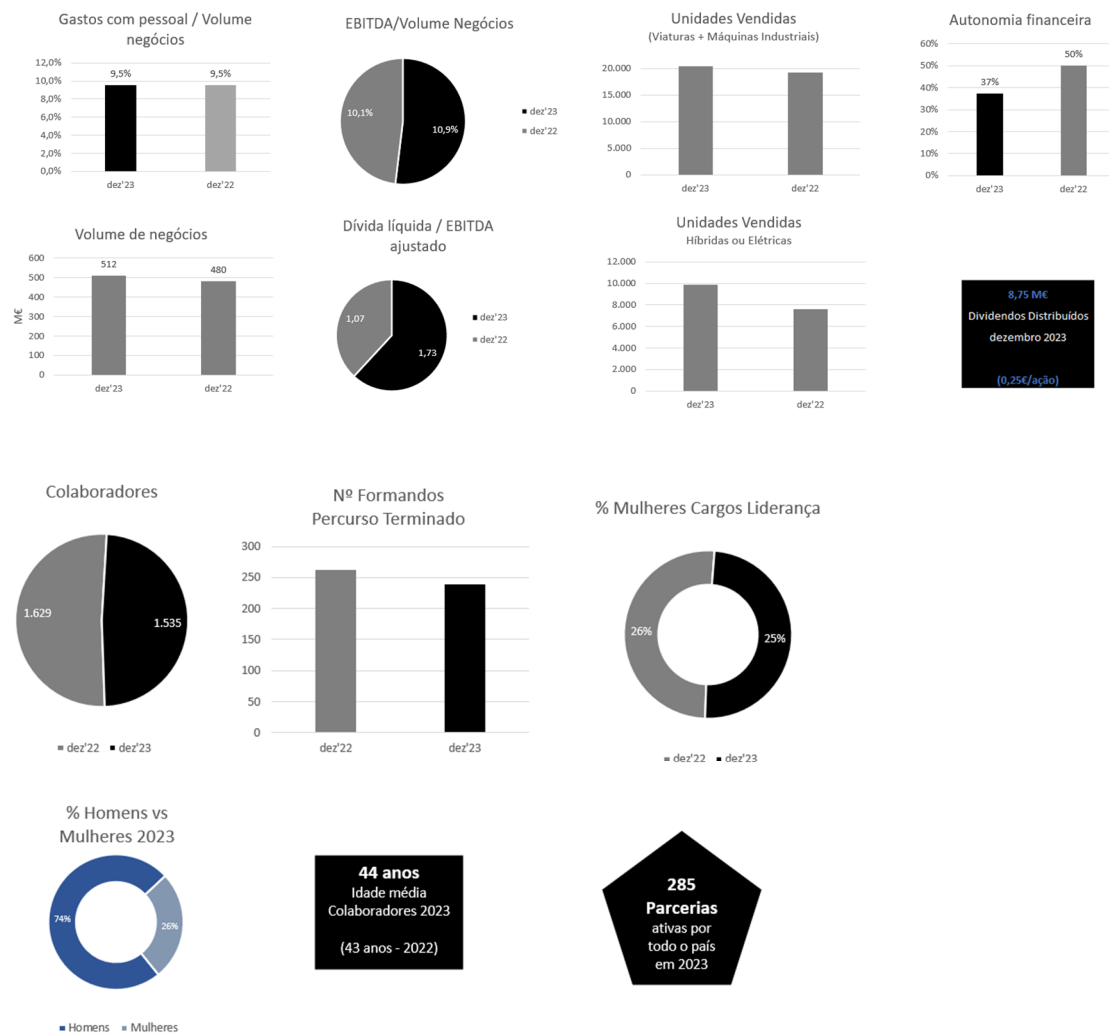 Gastos com pessoal / Volume
negócios
12,0%
10,0%
8,0%
6,0%
4,0%
2,0%
0,0%
9,5%
9,5%
dez'23
dez'22
EBITDA/Volume Negócios
10,1%
10,9%
dez'23
dez'22
Unidades Vendidas
(Viaturas + Máquinas Industriais)
20.000
15.000
10.000
5.000
0
dez'23
dez'22
Autonomia financeira
60%
50%
40%
30%
20%
10%
0%
37%
50%
dez'23
dez'22
Volume de negócios
M€
600
500
400
300
200
100
0
512
480
dez'23
dez'22
Dívida líquida / EBITDA
ajustado
1,07
1,73
dez'23
dez'22
Unidades Vendidas
Híbridas ou Elétricas
12.000
10.000
8.000
6.000
4.000
2.000
0
dez'23
dez'22
8,75 M€
Dividendos Distribuídos
dezembro 2023
(0,25€/ação)
Colaboradores
1.629
1.535
dez'22 dez'23
Nº Formandos
Percurso Terminado
300
250
200
150
100
50
0
dez'22
dez'23
% Mulheres Cargos Liderança
26%
25%
dez'22 dez'23
% Homens vs
Mulheres 2023
74%
26%
Homens Mulheres
44 anos
Idade média
Colaboradores 2023
(43 anos - 2022)
285
Parcerias
ativas por
todo o país
em 2023